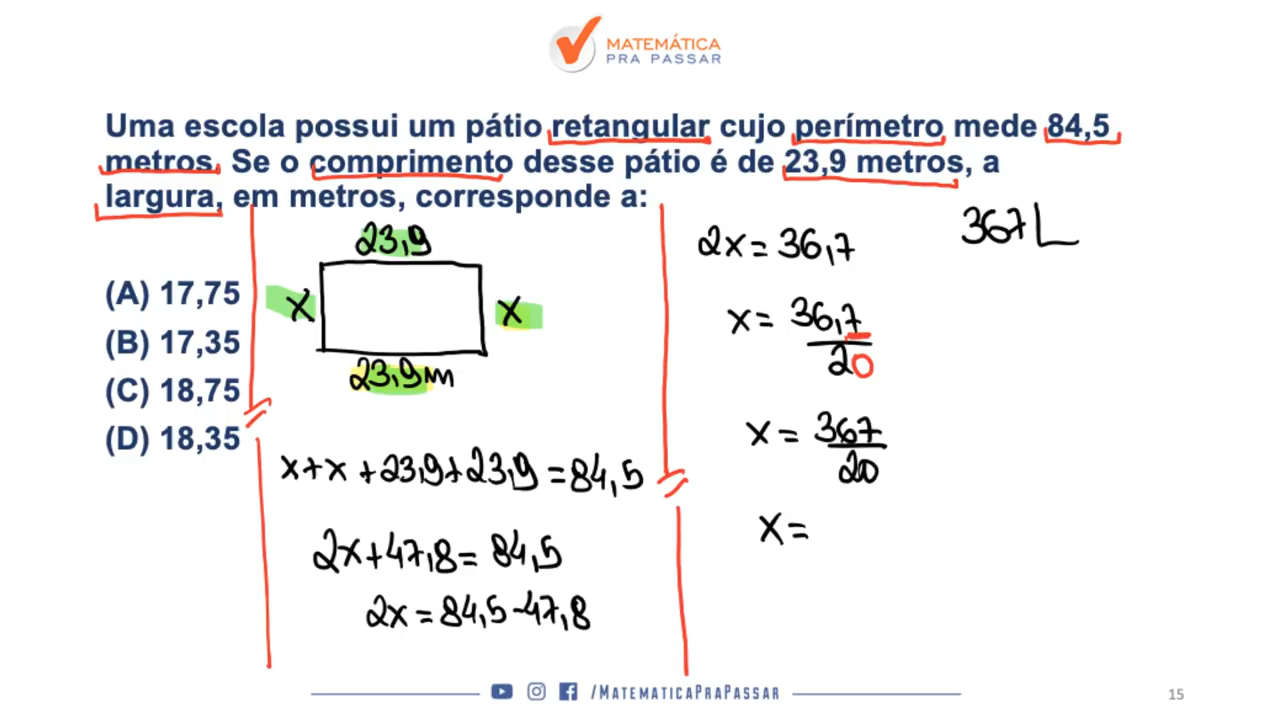 MATEMÁTICA
PRA PASSAR
Uma escola possui um pátio retangular cujo perímetro mede 84,5
metros. Se o comprimento desse pátio é de 23,9 metros, a
largura, em metros, corresponde a:
(A) 17,75
(B) 17,35
(C) 18,75
(D) 18,35
23,9
x
x
23,9m
x+x+23,9+23,9=84,5
2x+47,8=84,5
2x=84,5-47,8
2x=36,7
x=36,7
20
x=367
20
x=
367
/MATEMATICAPRAPASSAR
15